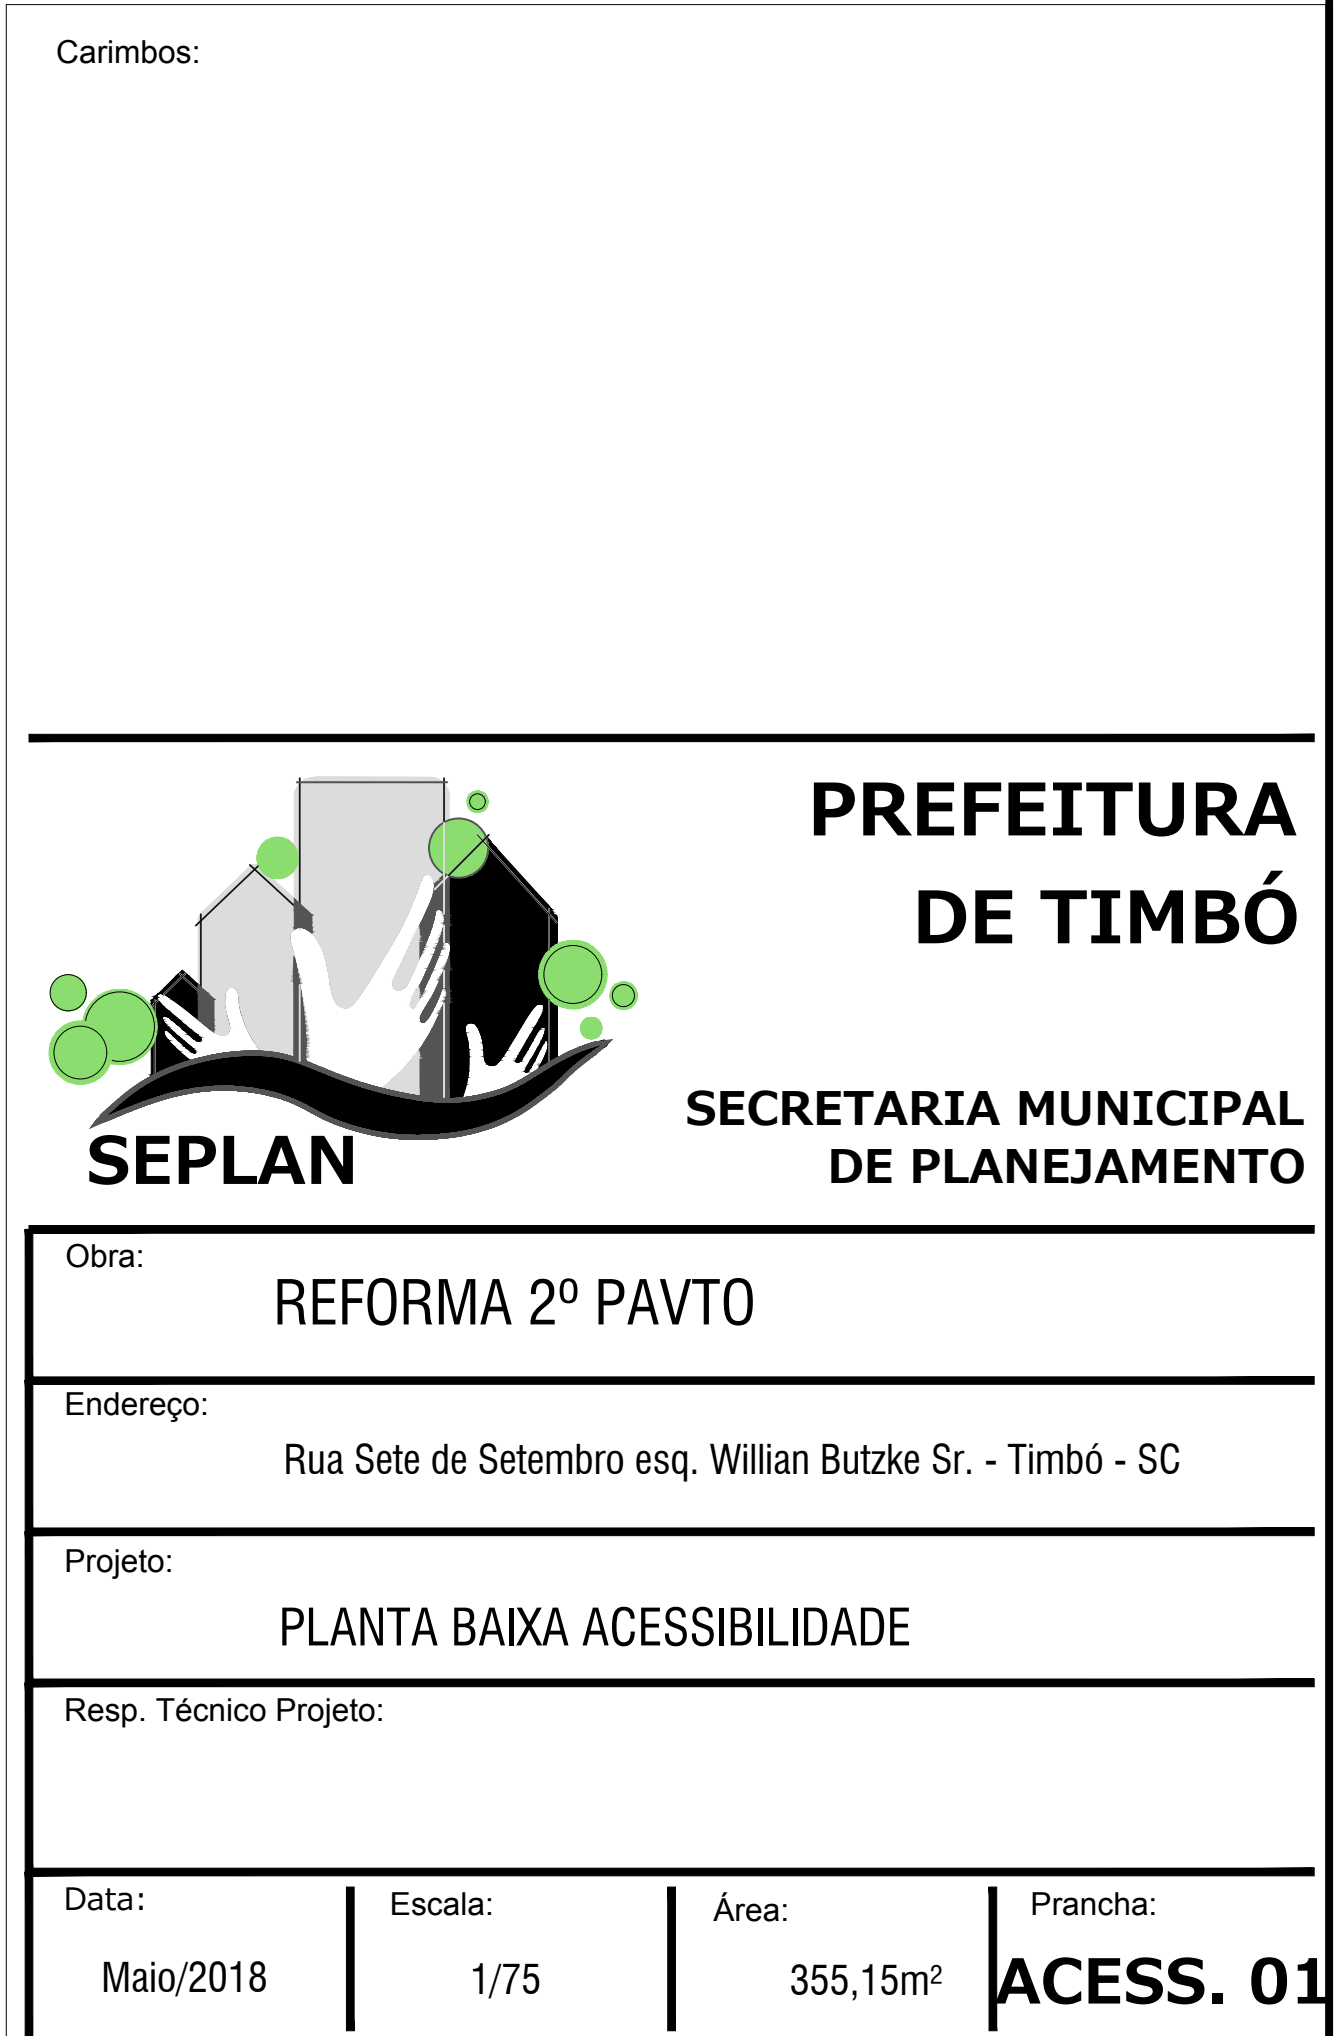 Carimbos:
PREFEITURA
DE TIMBÓ
SECRETARIA MUNICIPAL
DE PLANEJAMENTO
SEPLAN
Obra:
REFORMA 2º PAVTO
Endereço:
Rua Sete de Setembro esq. Willian Butzke Sr. - Timbó - SC
Projeto:
PLANTA BAIXA ACESSIBILIDADE
Resp. Técnico Projeto:
Data:
Maio/2018
Escala:
1/75
Área:
355,15m²
Prancha:
ACESS. 01